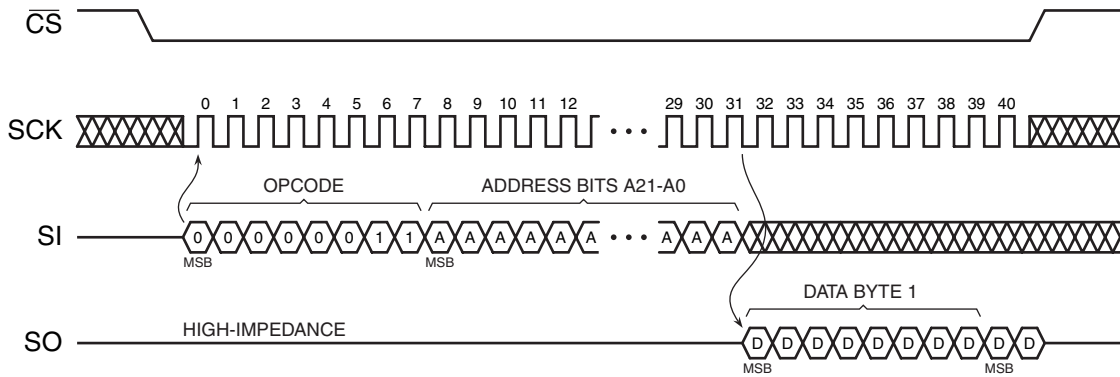 CS
0 1 2 3 4 5 6 7 8 9 10 11 12 29 30 31 32 33 34 35 36 37 38 39 40
SCK • • •
OPCODE ADDRESS BITS A21-A0
SI 0 0 0 0 0 0 1 1 A A A A A A • • • A A A
MSB MSB
DATA BYTE 1
HIGH-IMPEDANCE
SO D D D D D D D D D D
MSB MSB